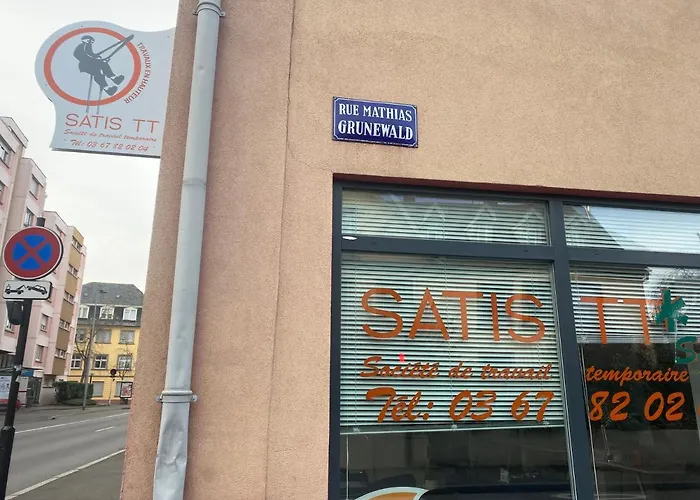 TRAVAUX EN HAUTEUR
SATIS TT
Société de travail temporaire
Tél: 03 67 82 02 04
RUE MATHIAS
GRUNEWALD
SATIS TT
Société de travail temporaire
Tél: 03 67 82 02